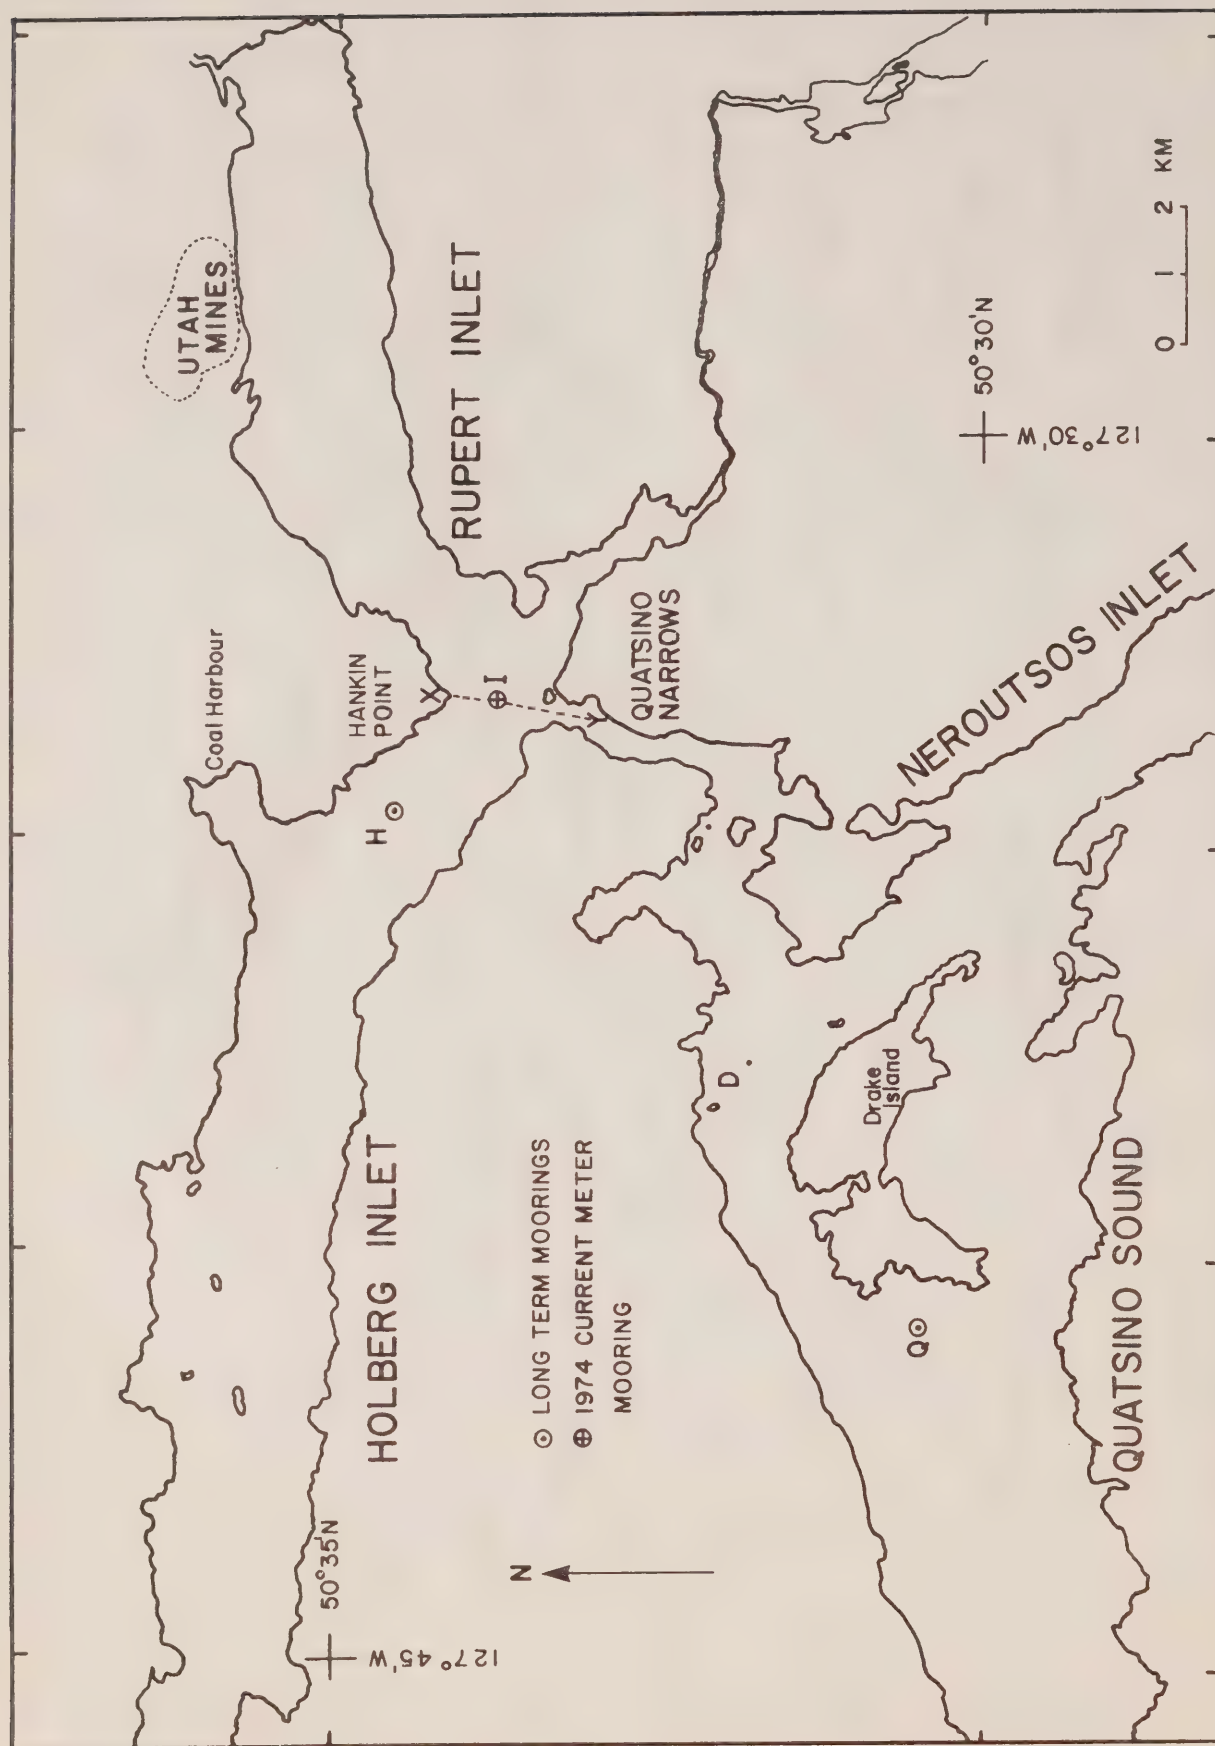 UTAH
MINES
RUPERT INLET
Coal Harbour
HANKIN
POINT
X
I
Y
H
QUATSINO
NARROWS
50°30'N
127°30'W
0 1 2 KM
HOLBERG INLET
NEROUTSOS INLET
D
Drake
Island
Q
LONG TERM MOORINGS
1974 CURRENT METER
MOORING
QUATSINO SOUND
50°35'N
127°45'W
N